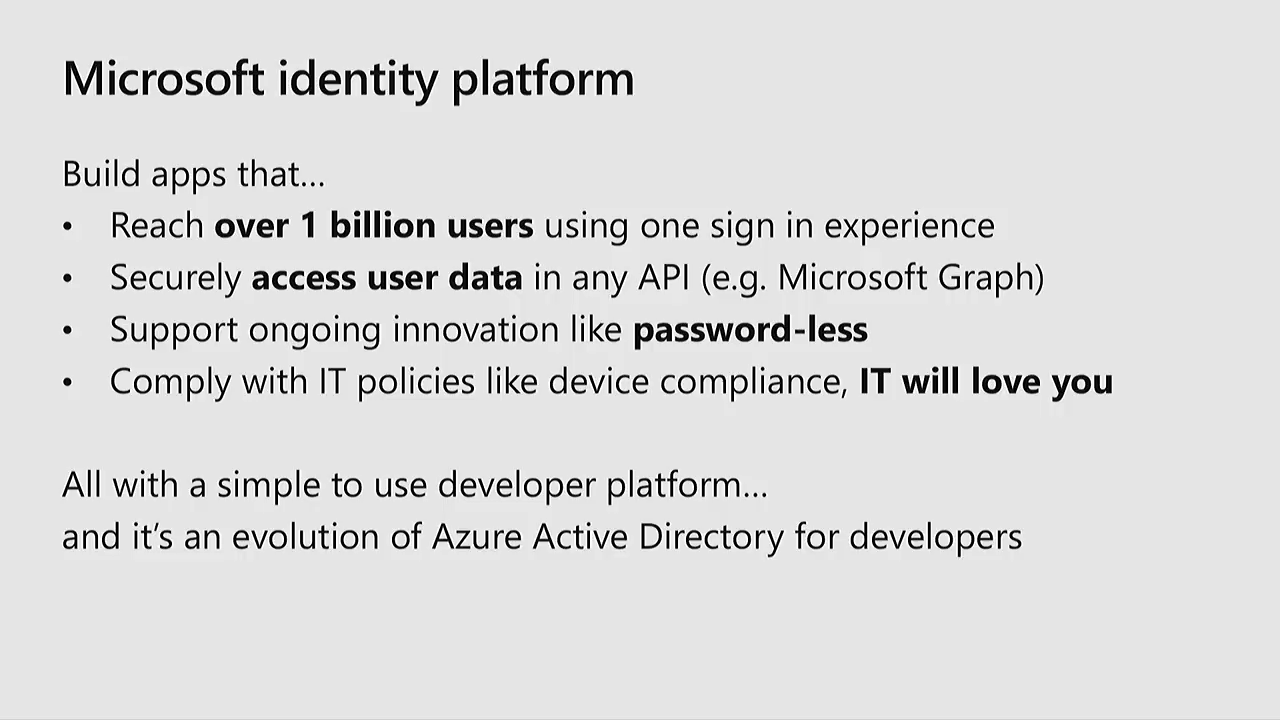 Microsoft identity platform
Build apps that...
• Reach over 1 billion users using one sign in experience
• Securely access user data in any API (e.g. Microsoft Graph)
• Support ongoing innovation like password-less
• Comply with IT policies like device compliance, IT will love you
All with a simple to use developer platform...
and it’s an evolution of Azure Active Directory for developers